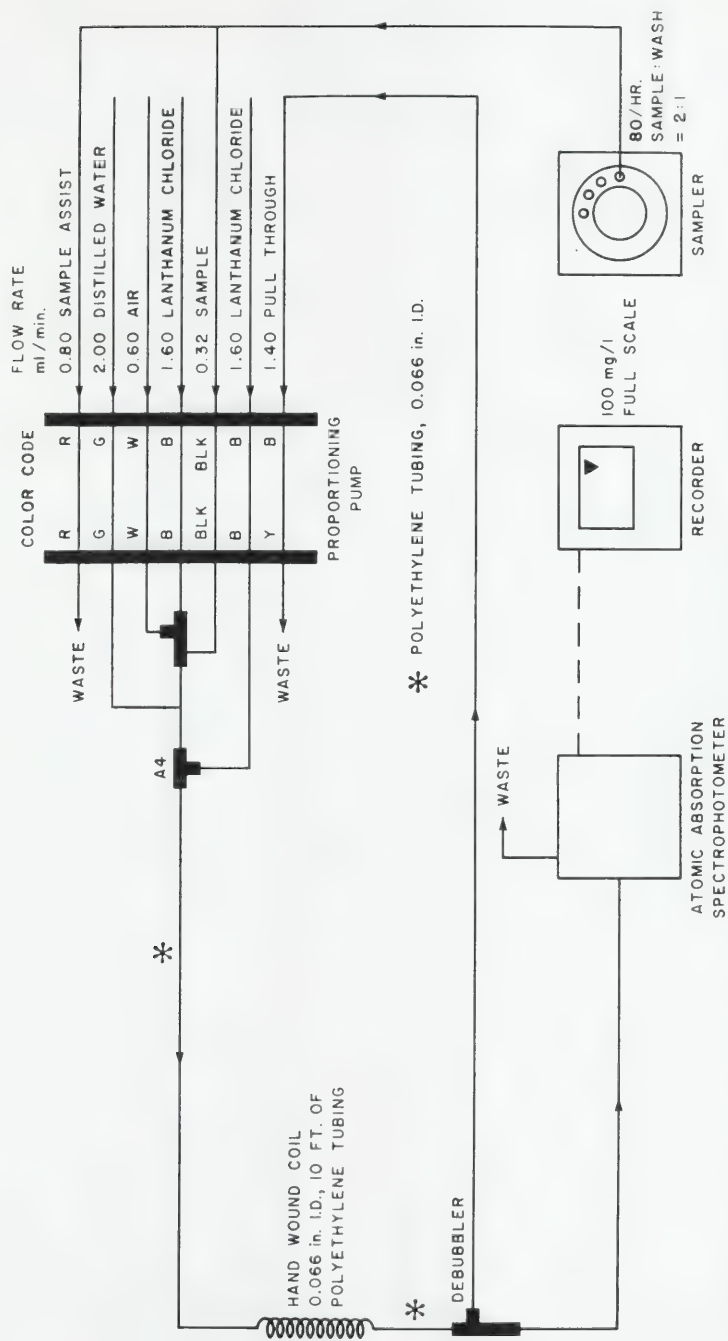 COLOR CODE
FLOW RATE
ml/min.
R R 0.80 SAMPLE ASSIST
G G 2.00 DISTILLED WATER
W W 0.60 AIR
B B 1.60 LANTHANUM CHLORIDE
BLK BLK 0.32 SAMPLE
B B 1.60 LANTHANUM CHLORIDE
Y B 1.40 PULL THROUGH
WASTE
WASTE
A4
PROPORTIONING
PUMP
* POLYETHYLENE TUBING, 0.066 in. I.D.
*
HAND WOUND COIL
0.066 in. I.D., 10 FT. OF
POLYETHYLENE TUBING
*
DEBUBBLER
WASTE
ATOMIC ABSORPTION
SPECTROPHOTOMETER
100 mg/l
FULL SCALE
RECORDER
80/HR.
SAMPLE:WASH
= 2:1
SAMPLER